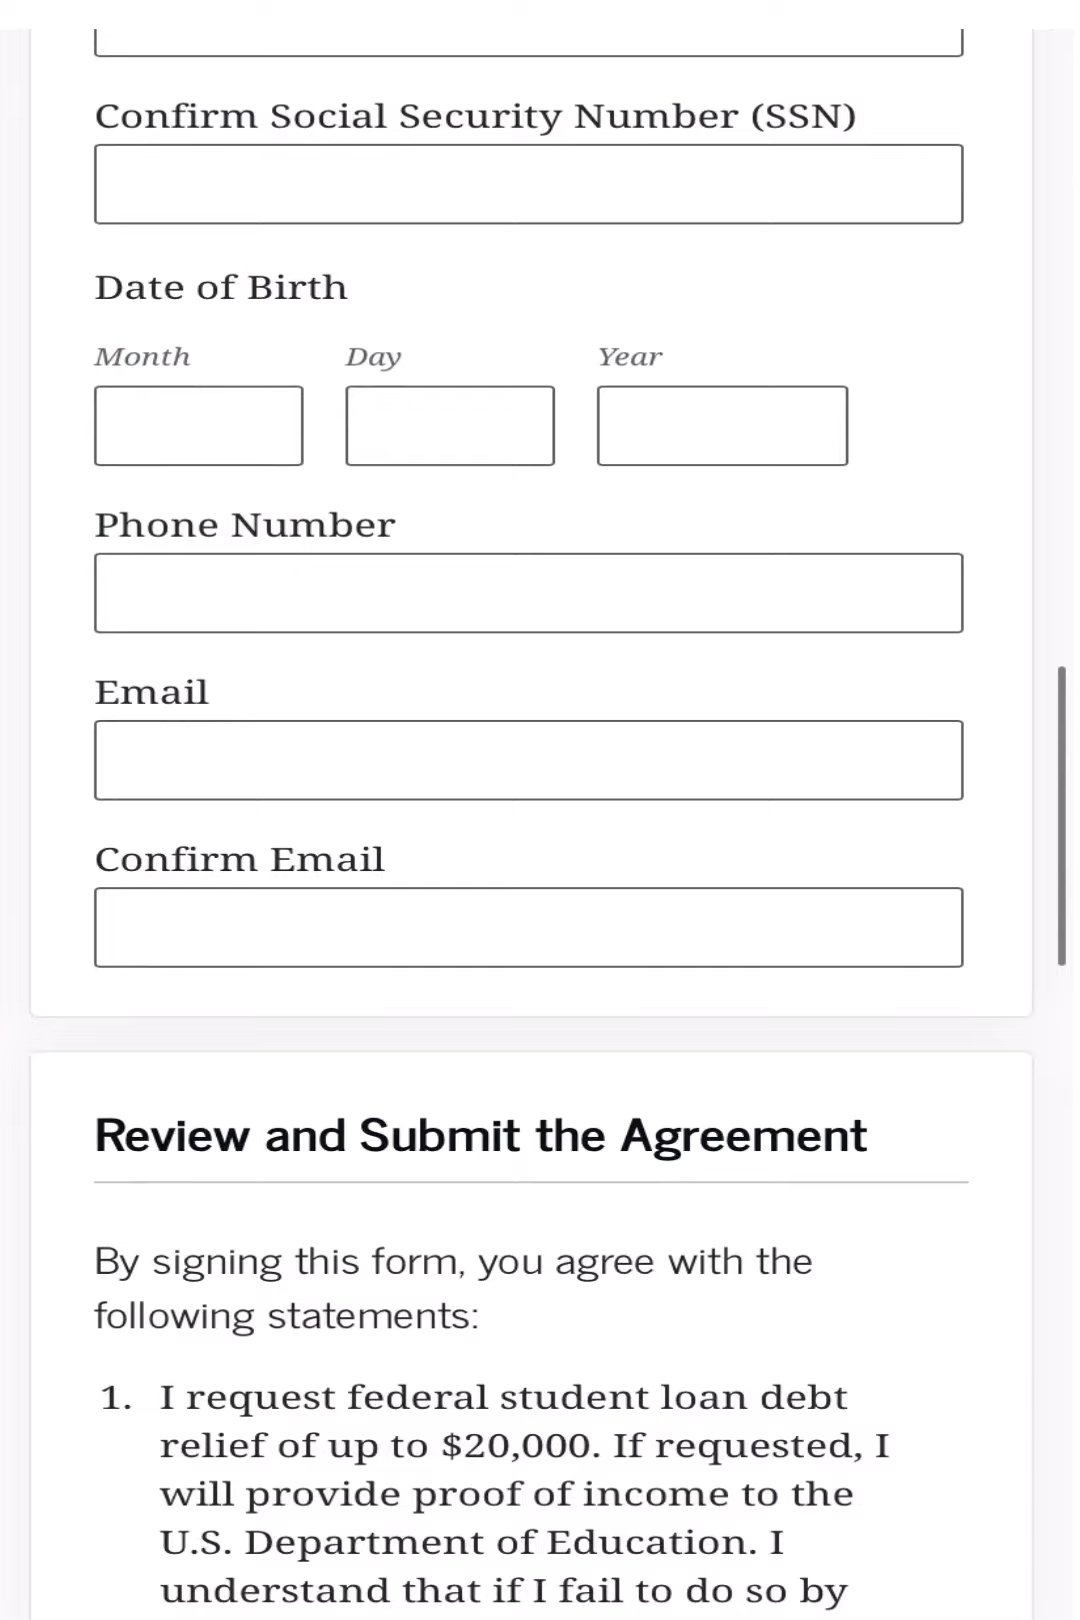 Confirm Social Security Number (SSN)
Date of Birth
Month Day Year
Phone Number
Email
Confirm Email
Review and Submit the Agreement
By signing this form, you agree with the
following statements:
1. I request federal student loan debt
relief of up to $20,000. If requested, I
will provide proof of income to the
U.S. Department of Education. I
understand that if I fail to do so by